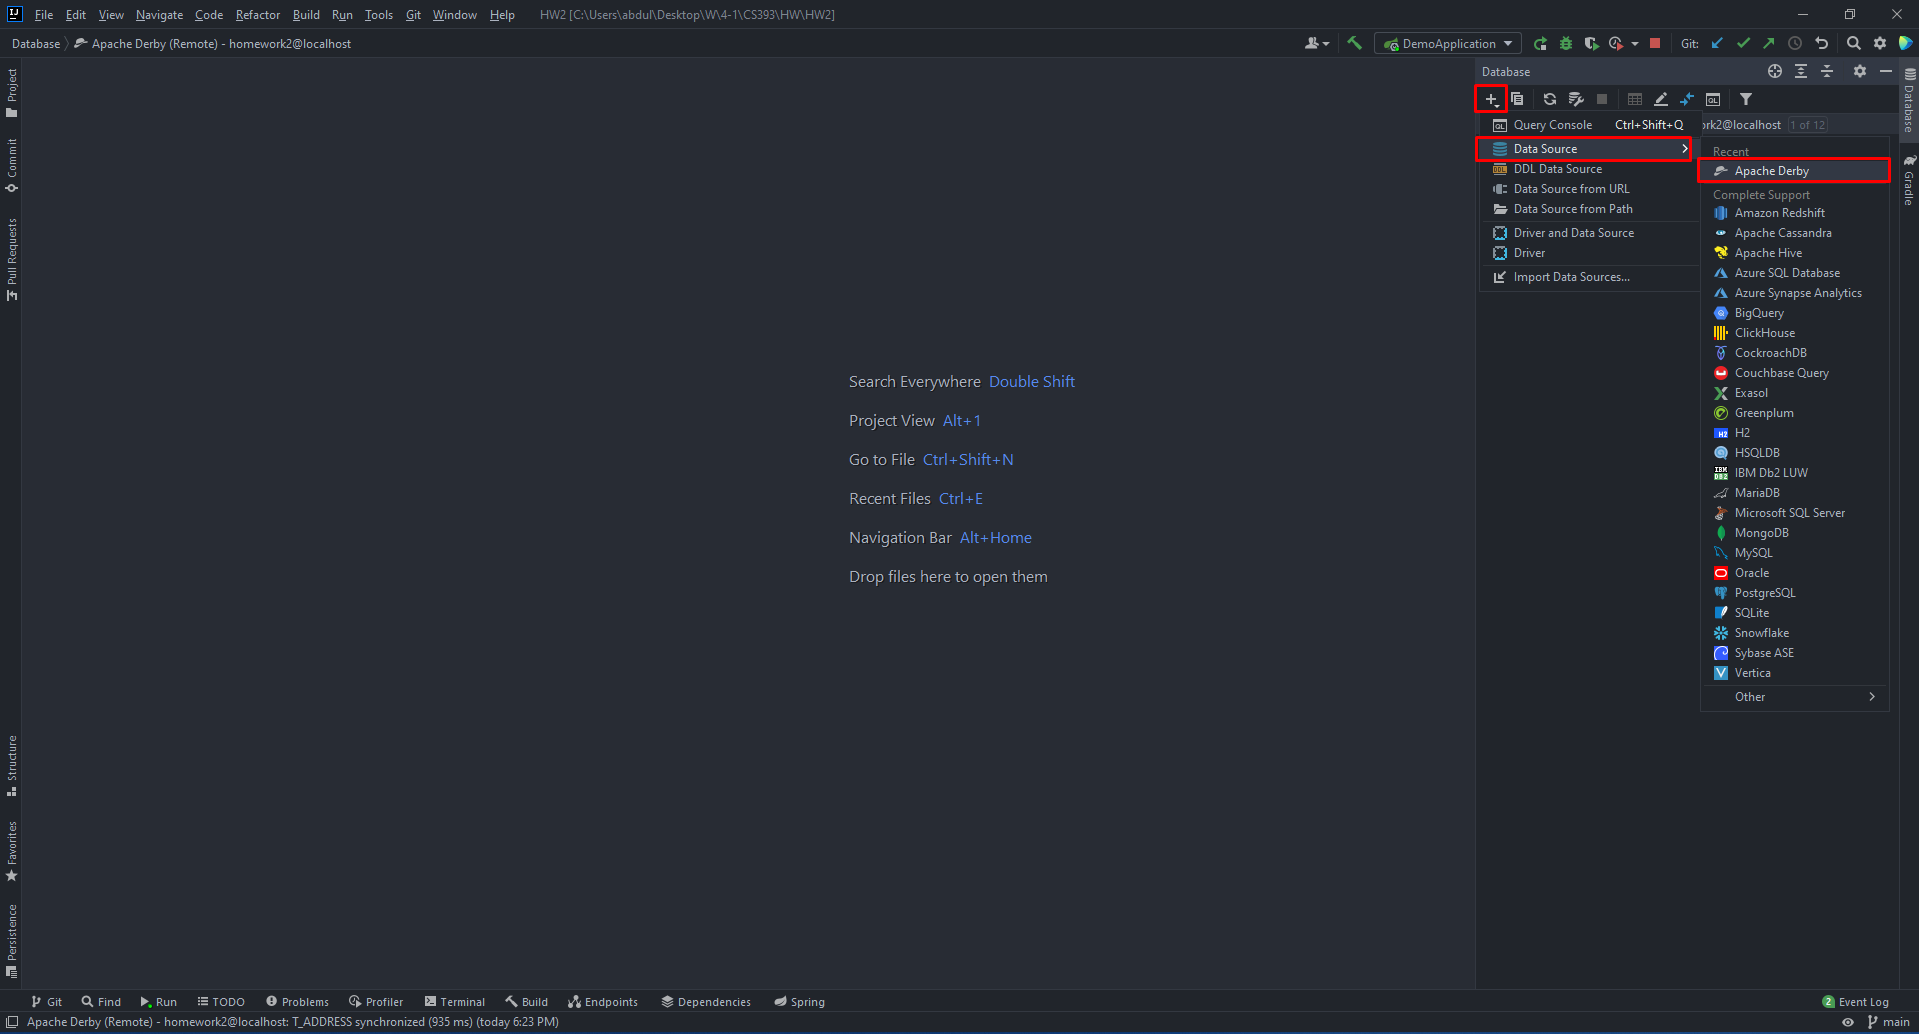 File Edit View Navigate Code Refactor Build Run Tools Git Window Help HW2 [C:\Users\abdul\Desktop\W\4-1\CS393\HW\HW2]
Database Apache Derby (Remote) - homework2@localhost DemoApplication Git:
Project
Commit
Pull Requests
Structure
Favorites
Persistence
Search Everywhere Double Shift
Project View Alt+1
Go to File Ctrl+Shift+N
Recent Files Ctrl+E
Navigation Bar Alt+Home
Drop files here to open them
Database
Query Console Ctrl+Shift+Q
Data Source
DDL Data Source
Data Source from URL
Data Source from Path
Driver and Data Source
Driver
Import Data Sources...
rk2@localhost 1 of 12
Recent
Apache Derby
Complete Support
Amazon Redshift
Apache Cassandra
Apache Hive
Azure SQL Database
Azure Synapse Analytics
BigQuery
ClickHouse
CockroachDB
Couchbase Query
Exasol
Greenplum
H2
HSQLDB
IBM Db2 LUW
MariaDB
Microsoft SQL Server
MongoDB
MySQL
Oracle
PostgreSQL
SQLite
Snowflake
Sybase ASE
Vertica
Other
Database
Gradle
Git Find Run TODO Problems Profiler Terminal Build Endpoints Dependencies Spring 2 Event Log
Apache Derby (Remote) - homework2@localhost: T_ADDRESS synchronized (935 ms) (today 6:23 PM) main